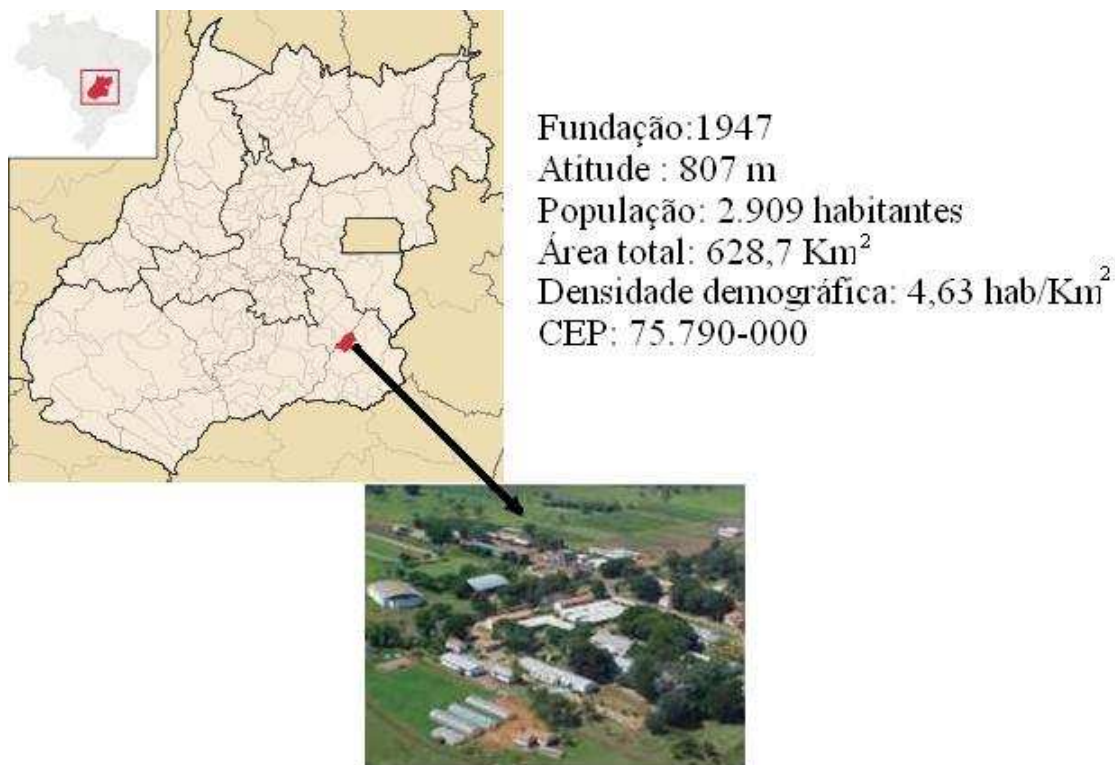 Fundação:1947
Atitude : 807 m
População: 2.909 habitantes
Área total: 628,7 Km²
Densidade demográfica: 4,63 hab/Km²
CEP: 75.790-000